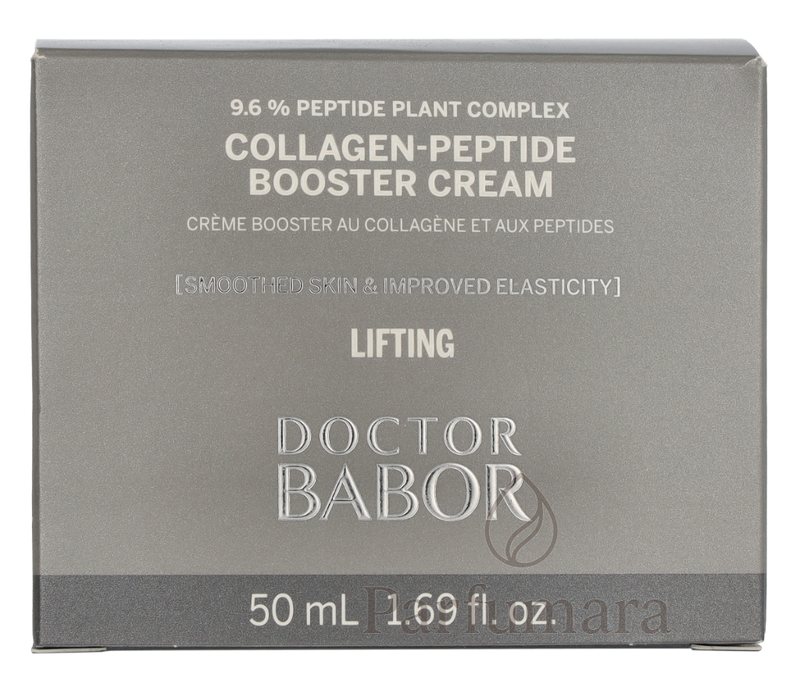 9.6 % PEPTIDE PLANT COMPLEX
COLLAGEN-PEPTIDE
BOOSTER CREAM
CRÈME BOOSTER AU COLLAGÈNE ET AUX PEPTIDES
[SMOOTHED SKIN & IMPROVED ELASTICITY]
LIFTING
DOCTOR
BABOR
50 mL 1.69 fl. oz.
Parfumara